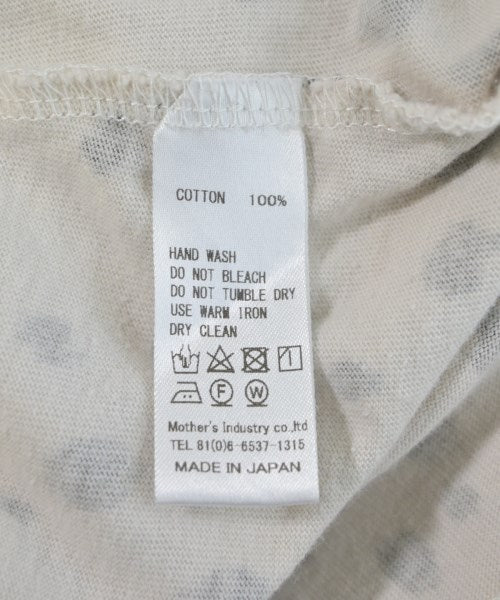 COTTON 100%
HAND WASH
DO NOT BLEACH
DO NOT TUMBLE DRY
USE WARM IRON
DRY CLEAN
F W
Mother's Industry co.,ltd
TEL 81(0)6-6537-1315
MADE IN JAPAN